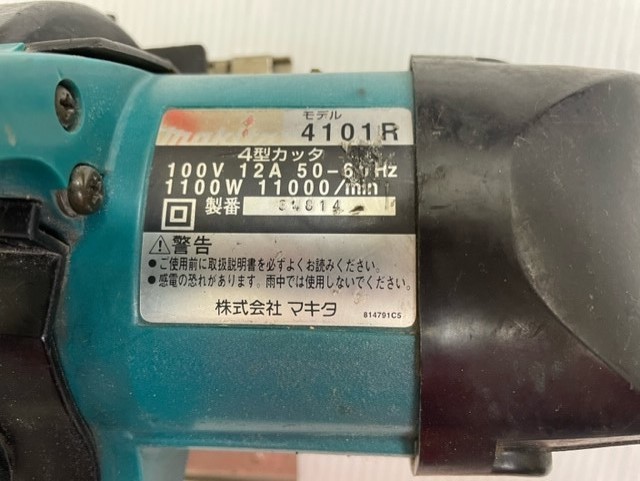 モデル
4101R
4型カッタ
100V 12A 50-60Hz
1100W 11000/min
製番
警告
●ご使用前に取扱説明書を必ずよくお読みください。
●感電の恐れがあります。雨中では使用しないでください。
株式会社 マキタ
814791C5